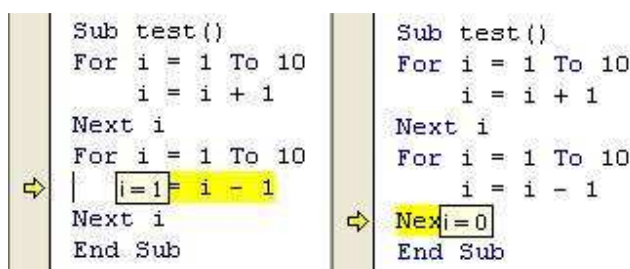 Sub test()
For i = 1 To 10
i = i + 1
Next i
For i = 1 To 10
i = 1 = i - 1
Next i
End Sub
Sub test()
For i = 1 To 10
i = i + 1
Next i
For i = 1 To 10
i = i - 1
Nex i = 0
End Sub